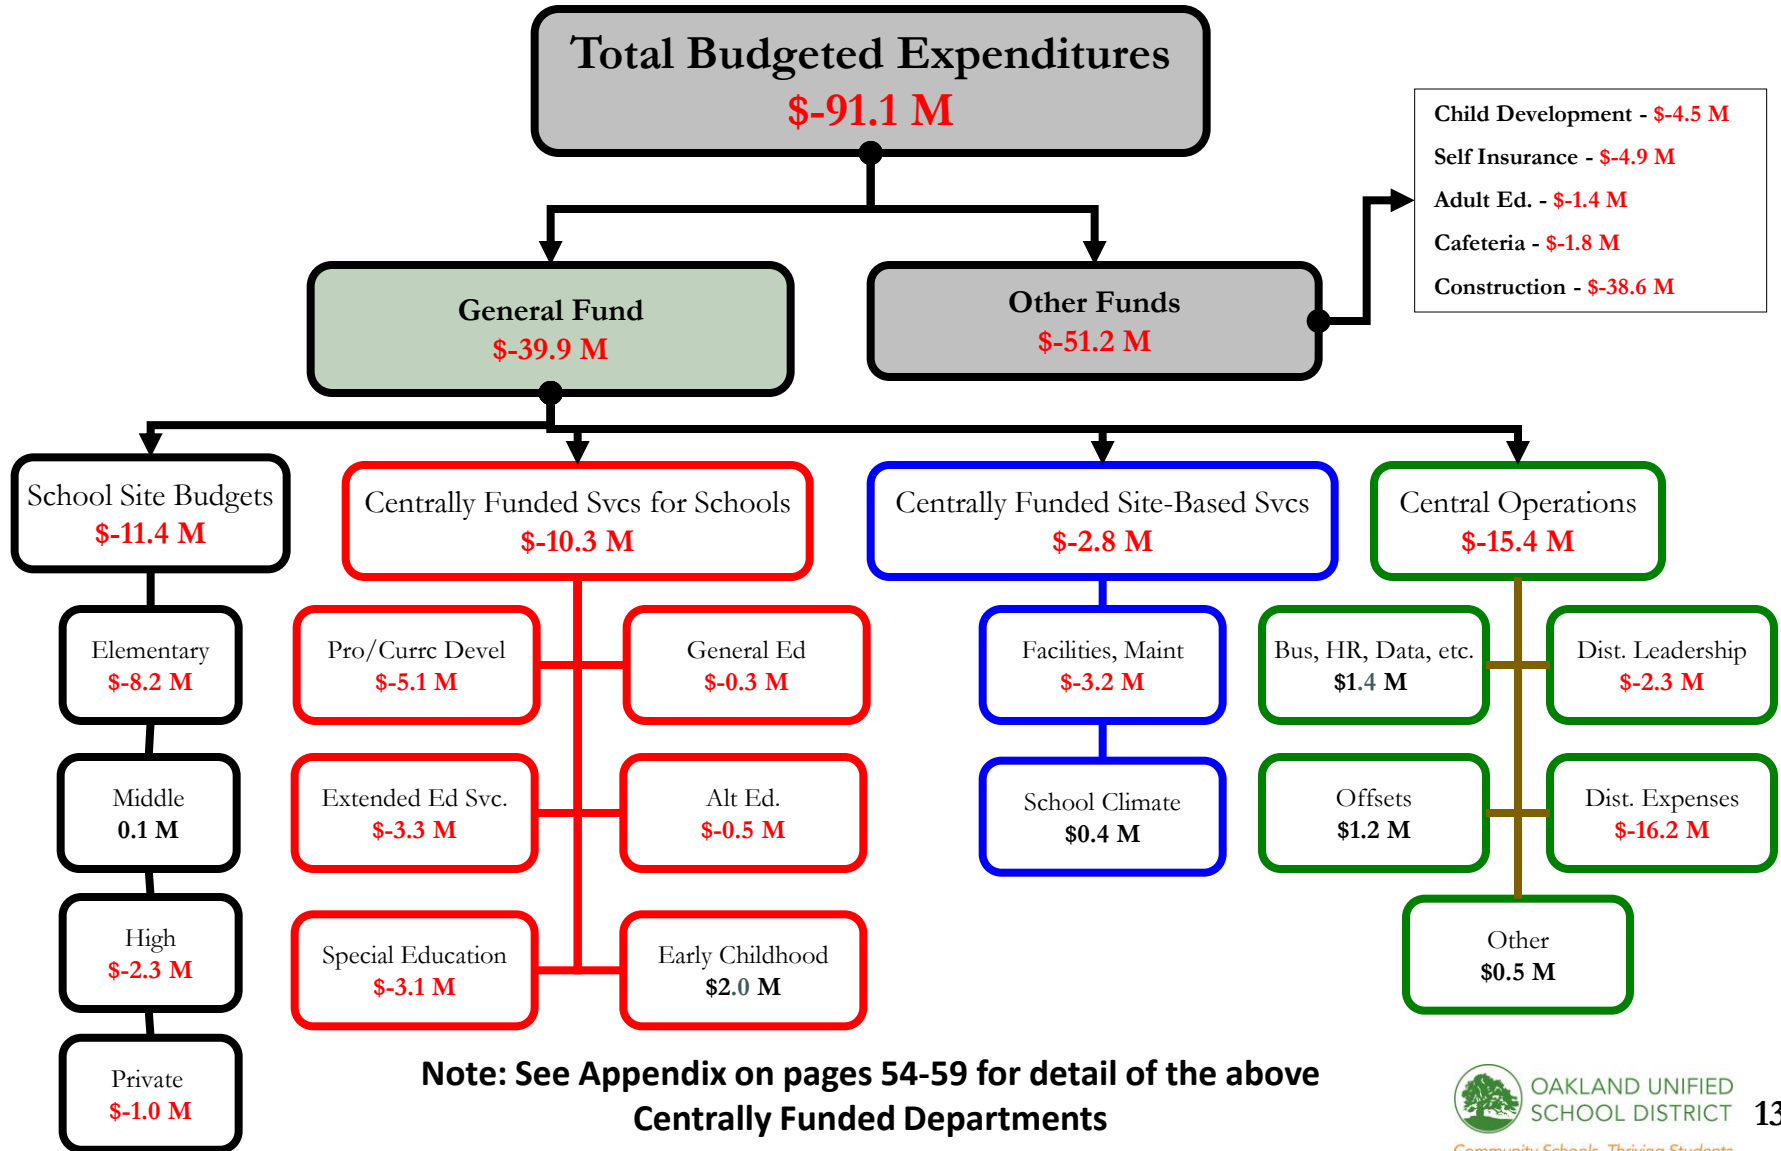 Total Budgeted Expenditures
$-91.1 M
Child Development - $-4.5 M
Self Insurance - $-4.9 M
Adult Ed. - $-1.4 M
Cafeteria - $-1.8 M
Construction - $-38.6 M
General Fund
$-39.9 M
Other Funds
$-51.2 M
School Site Budgets
$-11.4 M
Centrally Funded Svcs for Schools
$-10.3 M
Centrally Funded Site-Based Svcs
$-2.8 M
Central Operations
$-15.4 M
Elementary
$-8.2 M
Pro/Currc Devel
$-5.1 M
General Ed
$-0.3 M
Facilities, Maint
$-3.2 M
Bus, HR, Data, etc.
$1.4 M
Dist. Leadership
$-2.3 M
Middle
0.1 M
Extended Ed Svc.
$-3.3 M
Alt Ed.
$-0.5 M
School Climate
$0.4 M
Offsets
$1.2 M
Dist. Expenses
$-16.2 M
High
$-2.3 M
Special Education
$-3.1 M
Early Childhood
$2.0 M
Other
$0.5 M
Private
$-1.0 M
Note: See Appendix on pages 54-59 for detail of the above
Centrally Funded Departments
OAKLAND UNIFIED
SCHOOL DISTRICT
Community Schools, Thriving Students
13